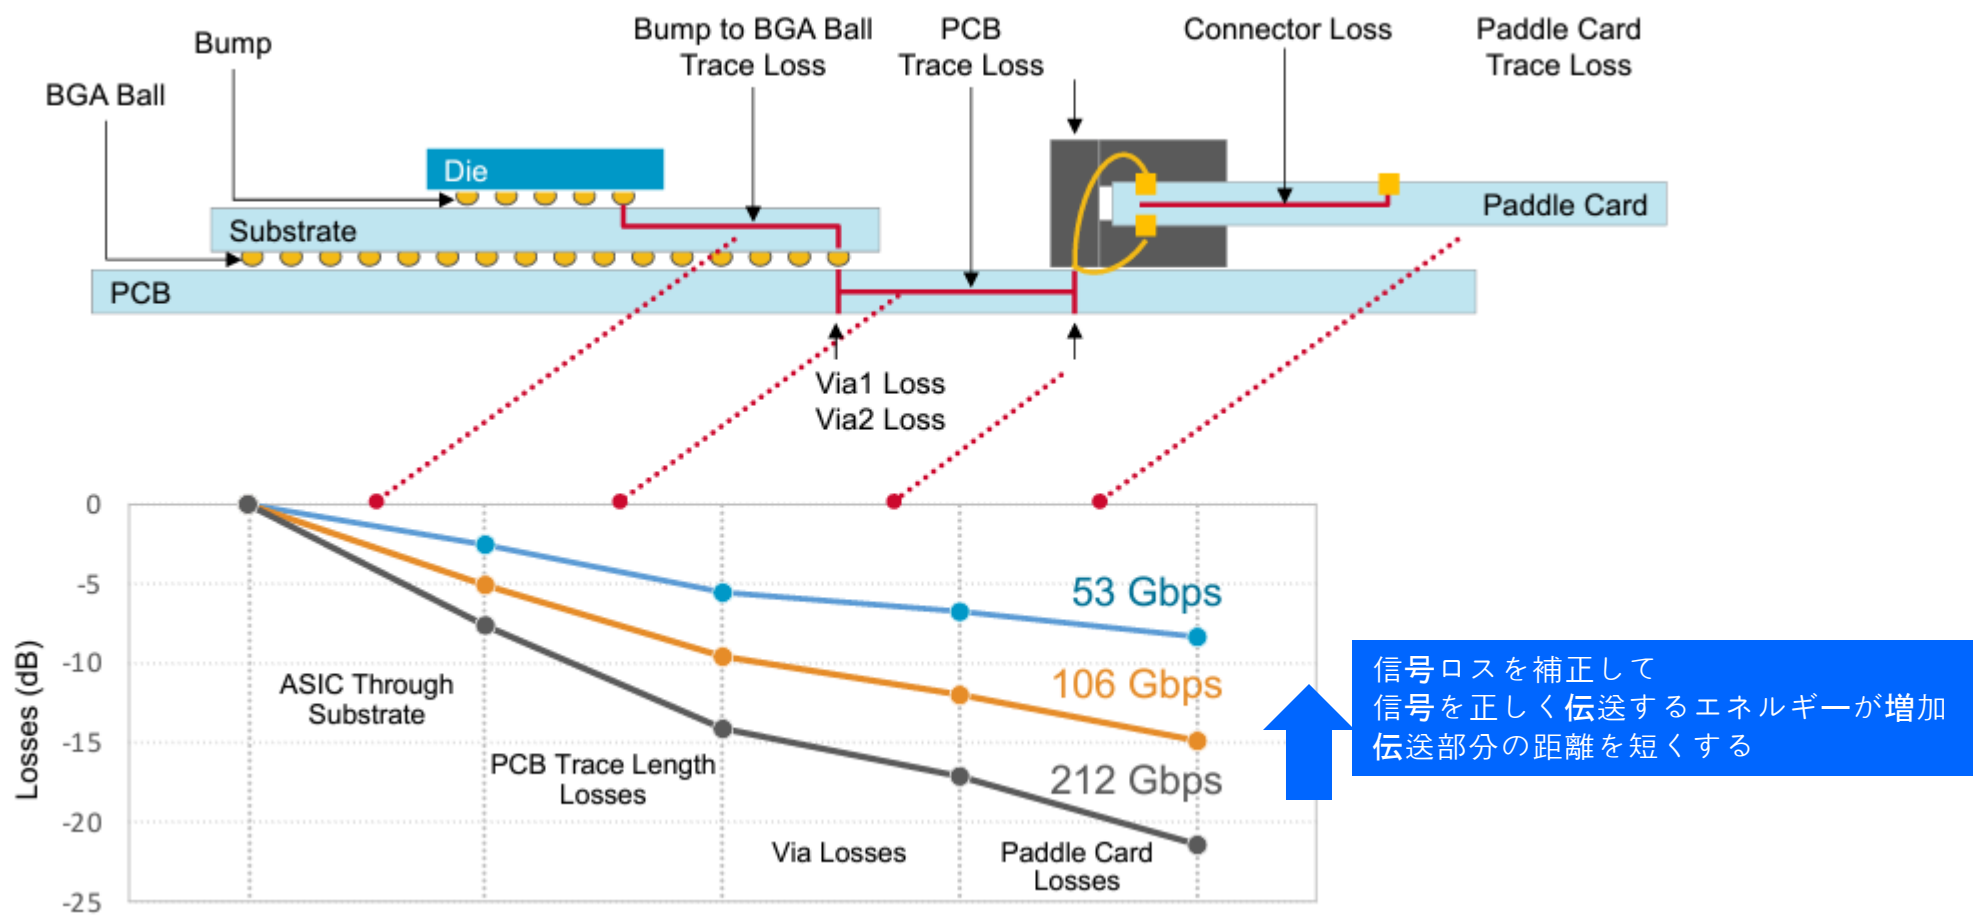 Bump
BGA Ball
Bump to BGA Ball
Trace Loss
PCB
Trace Loss
Connector Loss
Paddle Card
Trace Loss
Die
Substrate
PCB
Paddle Card
Via1 Loss
Via2 Loss
0
-5
-10
-15
-20
-25
Losses (dB)
ASIC Through
Substrate
PCB Trace Length
Losses
Via Losses
Paddle Card
Losses
53 Gbps
106 Gbps
212 Gbps
信号ロスを補正して
信号を正しく伝送するエネルギーが増加
伝送部分の距離を短くする